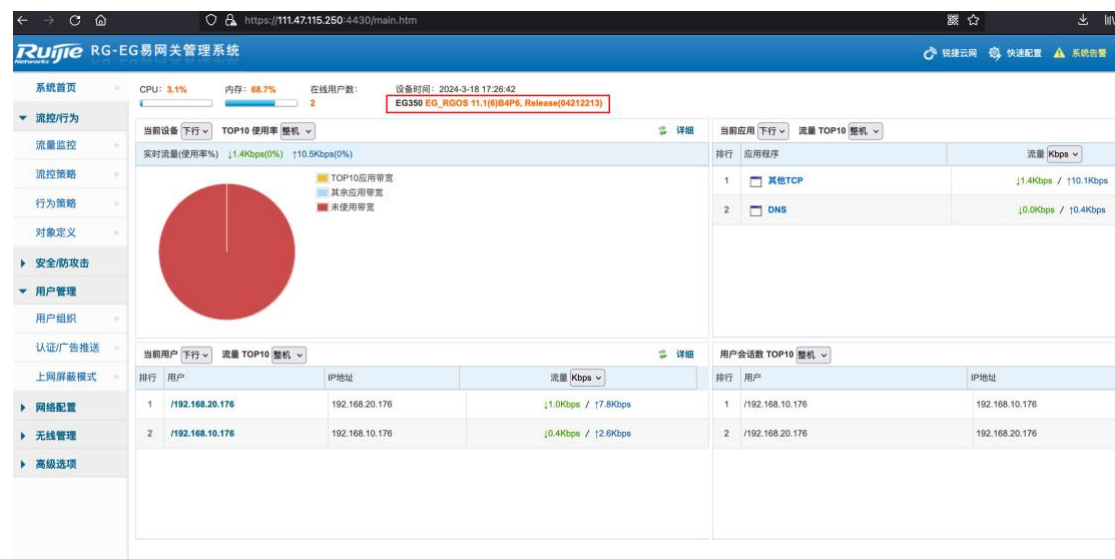 https://111.47.115.250:4430/main.htm
Ruijie Networks RG-EG易网关管理系统 锐捷云网 快速配置 系统告警
系统首页
流控/行为
流量监控
流控策略
行为策略
对象定义
安全/防攻击
用户管理
用户组织
认证/广告推送
上网屏蔽模式
网络配置
无线管理
高级选项
CPU: 3.1% 内存: 68.7% 在线用户数: 2 设备时间: 2024-3-18 17:26:42
EG350 EG_RGOS 11.1(6)B4P6, Release(04212213)
当前设备 下行 TOP10 使用率 整机 详细
实时流量(使用率%) ↓1.4Kbps(0%) ↑10.5Kbps(0%)
TOP10应用带宽
其余应用带宽
未使用带宽
当前应用 下行 流量 TOP10 整机
排行 应用程序 流量 Kbps
1 其他TCP ↓1.4Kbps / ↑10.1Kbps
2 DNS ↓0.0Kbps / ↑0.4Kbps
当前用户 下行 流量 TOP10 整机 详细
排行 用户 IP地址 流量 Kbps
1 /192.168.20.176 192.168.20.176 ↓1.0Kbps / ↑7.8Kbps
2 /192.168.10.176 192.168.10.176 ↓0.4Kbps / ↑2.6Kbps
用户会话数 TOP10 整机
排行 用户 IP地址
1 /192.168.10.176 192.168.10.176
2 /192.168.20.176 192.168.20.176